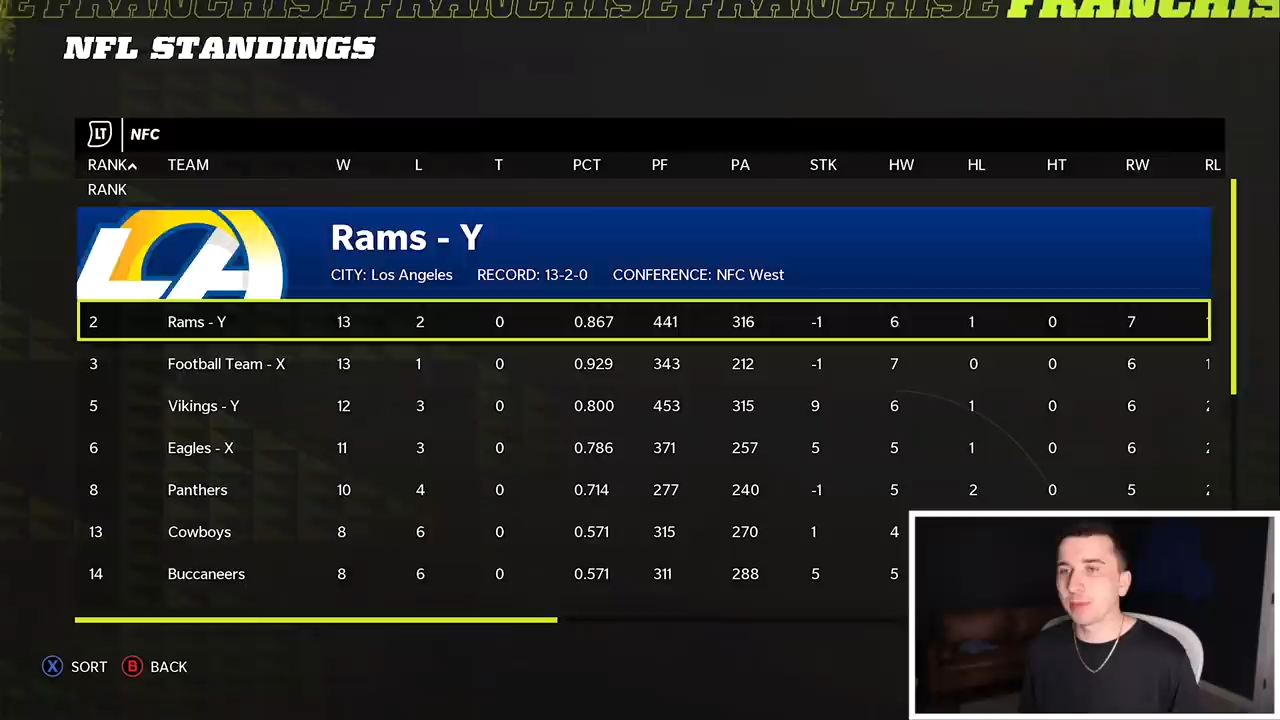 FRANCHISE FRANCHISE FRANCHISE FRANCHISE
NFL STANDINGS
LT NFC
RANK TEAM W L T PCT PF PA STK HW HL HT RW RL
RANK
LA
Rams - Y
CITY: Los Angeles RECORD: 13-2-0 CONFERENCE: NFC West
2 Rams - Y 13 2 0 0.867 441 316 -1 6 1 0 7
3 Football Team - X 13 1 0 0.929 343 212 -1 7 0 0 6
5 Vikings - Y 12 3 0 0.800 453 315 9 6 1 0 6
6 Eagles - X 11 3 0 0.786 371 257 5 5 1 0 6
8 Panthers 10 4 0 0.714 277 240 -1 5 2 0 5
13 Cowboys 8 6 0 0.571 315 270 1 4
14 Buccaneers 8 6 0 0.571 311 288 5 5
X SORT B BACK